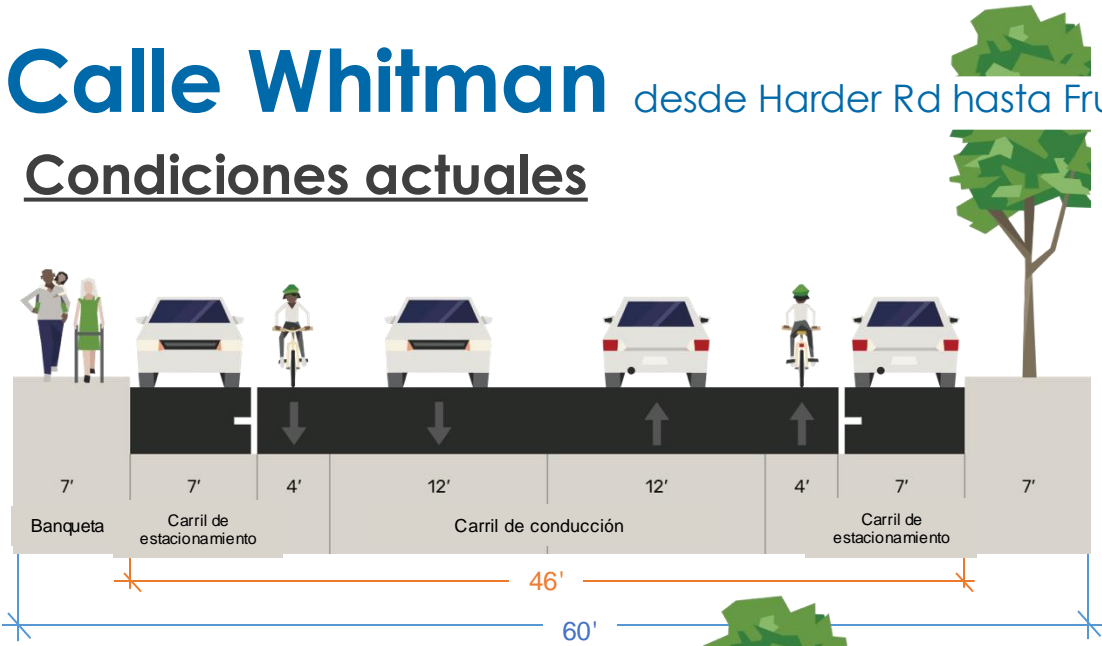 Calle Whitman desde Harder Rd hasta
Condiciones actuales
7' 7' 4' 12' 12' 4' 7' 7'
Banqueta Carril de estacionamiento Carril de conducción Carril de estacionamiento
46'
60'